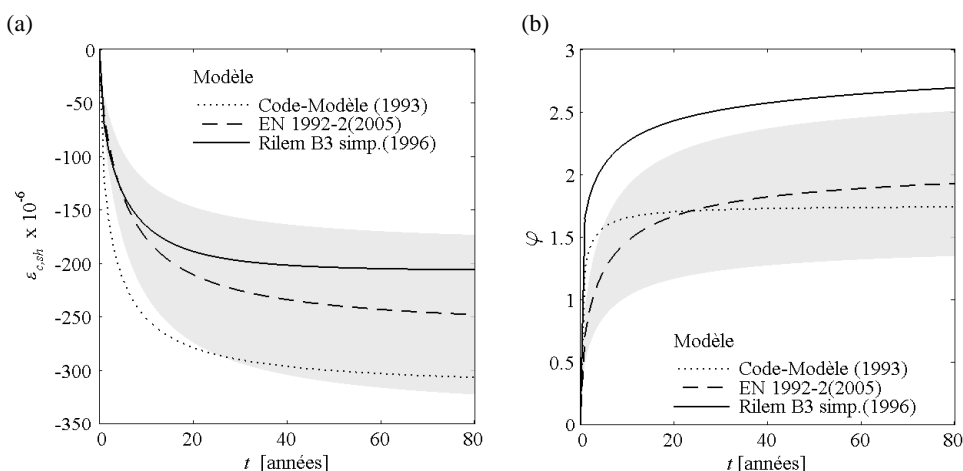 (a)
0
-50
-100
-150
-200
-250
-300
-350
ε c,sh x 10⁻⁶
Modèle
Code-Modèle (1993)
EN 1992-2(2005)
Rilem B3 simp.(1996)
0 20 40 60 80
t [années]
(b)
3
2.5
2
1.5
1
0.5
0
φ
Modèle
Code-Modèle (1993)
EN 1992-2(2005)
Rilem B3 simp.(1996)
0 20 40 60 80
t [années]